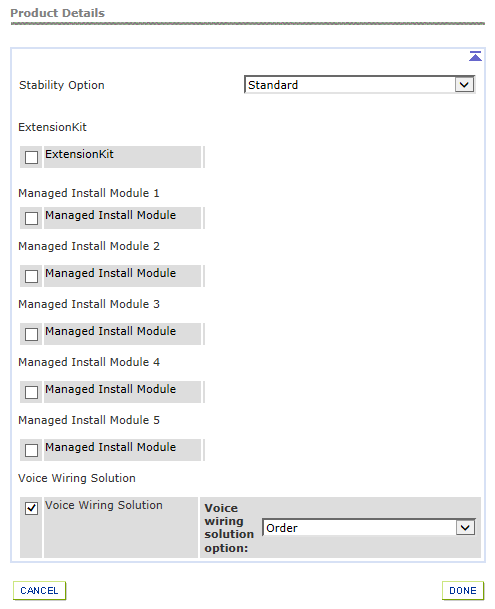 Product Details
Stability Option Standard
ExtensionKit
ExtensionKit
Managed Install Module 1
Managed Install Module
Managed Install Module 2
Managed Install Module
Managed Install Module 3
Managed Install Module
Managed Install Module 4
Managed Install Module
Managed Install Module 5
Managed Install Module
Voice Wiring Solution
Voice Wiring Solution
Voice
wiring
solution
option:
Order
CANCEL DONE